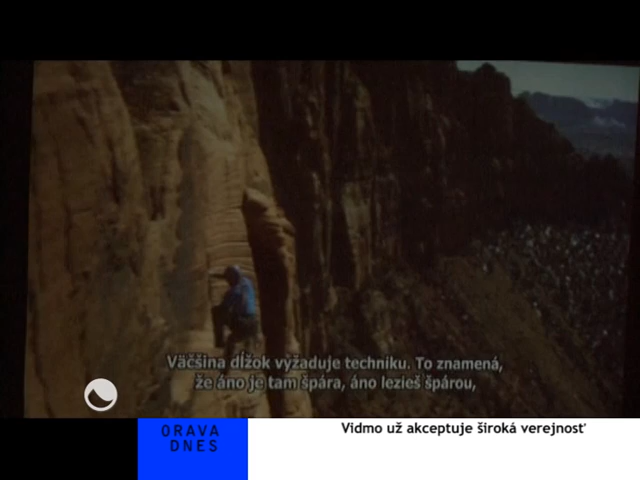 Väčšina dĺžok vyžaduje techniku. To znamená,
že áno je tam špára, áno lezieš špárou,
ORAVA
DNES
Vidmo už akceptuje široká verejnosť